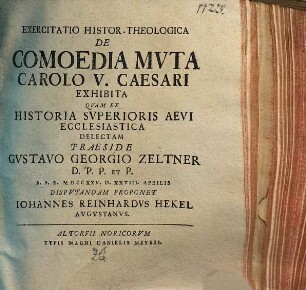 1125.
EXERCITATIO HISTOR-THEOLOGICA
DE
COMOEDIA MVTA
CAROLO V. CAESARI
EXHIBITA
QVAM EX
HISTORIA SVPERIORIS AEVI
ECCLESIASTICA
DELECTAM
PRAESIDE
GVSTAVO GEORGIO ZELTNER
D. P. P. ET P.
A. S. R. MDCCXXV. D. XXVIII. APRILIS
DISPVTANDAM PROPONET
IOHANNES REINHARDVS HEKEL
AVGVSTANVS.
ALTORFII NORICORVM
TYPIS MAGNI DANIELIS MEYERI.